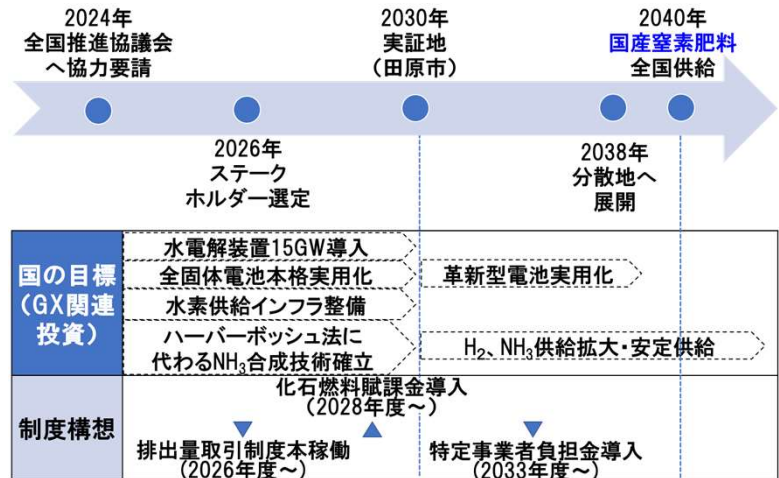 2024年
全国推進協議会
へ協力要請
2030年
実証地
（田原市）
2040年
国産窒素肥料
全国供給
2026年
ステーク
ホルダー選定
2038年
分散地へ
展開
国の目標
（GX関連
投資）
水電解装置15GW導入
全固体電池本格実用化
革新型電池実用化
水素供給インフラ整備
ハーバーボッシュ法に
代わるNH₃合成技術確立
H₂、NH₃供給拡大・安定供給
制度構想
化石燃料賦課金導入
（2028年度～）
排出量取引制度本稼働
（2026年度～）
特定事業者負担金導入
（2033年度～）